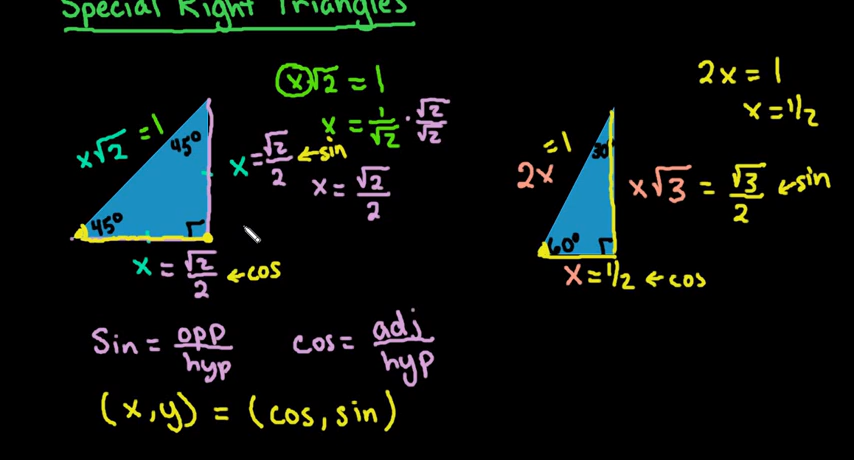 Special Right Triangles
x√2 = 1
x = 1/√2 · √2/√2
x = √2/2
x√2 = 1
45°
45°
x = √2/2 ← sin
x = √2/2 ← cos
2x = 1
x = 1/2
2x = 1
30°
60°
x√3 = √3/2 ← sin
x = 1/2 ← cos
Sin = opp/hyp
cos = adj/hyp
(x,y) = (cos, sin)